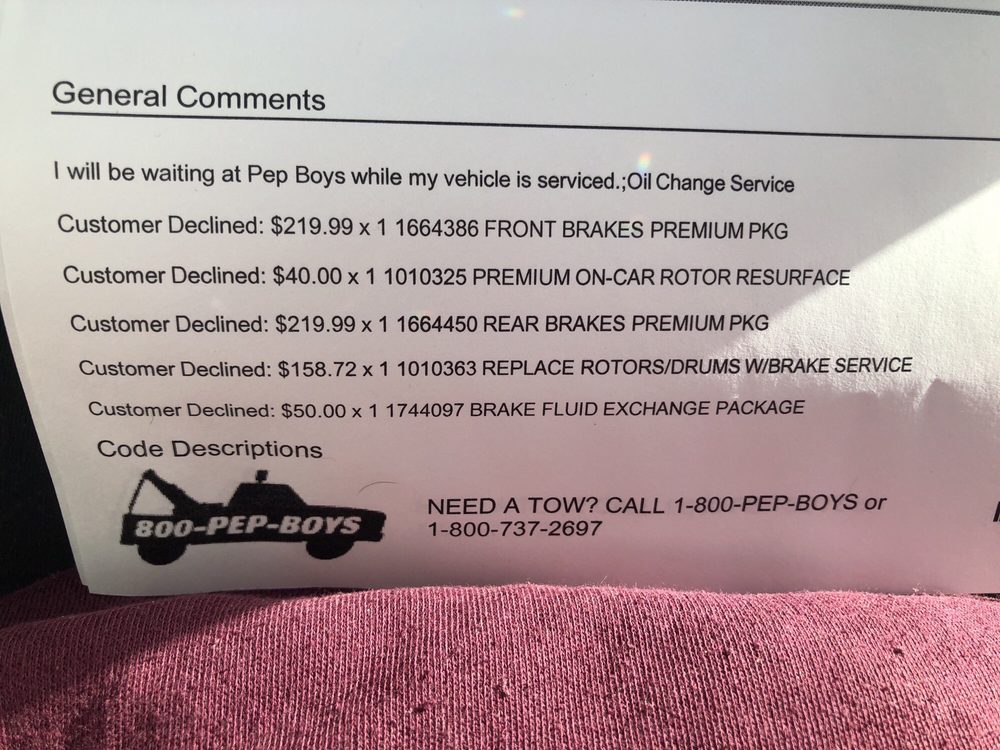 General Comments
I will be waiting at Pep Boys while my vehicle is serviced.;Oil Change Service
Customer Declined: $219.99 x 1 1664386 FRONT BRAKES PREMIUM PKG
Customer Declined: $40.00 x 1 1010325 PREMIUM ON-CAR ROTOR RESURFACE
Customer Declined: $219.99 x 1 1664450 REAR BRAKES PREMIUM PKG
Customer Declined: $158.72 x 1 1010363 REPLACE ROTORS/DRUMS W/BRAKE SERVICE
Customer Declined: $50.00 x 1 1744097 BRAKE FLUID EXCHANGE PACKAGE
Code Descriptions
800-PEP-BOYS
NEED A TOW? CALL 1-800-PEP-BOYS or
1-800-737-2697